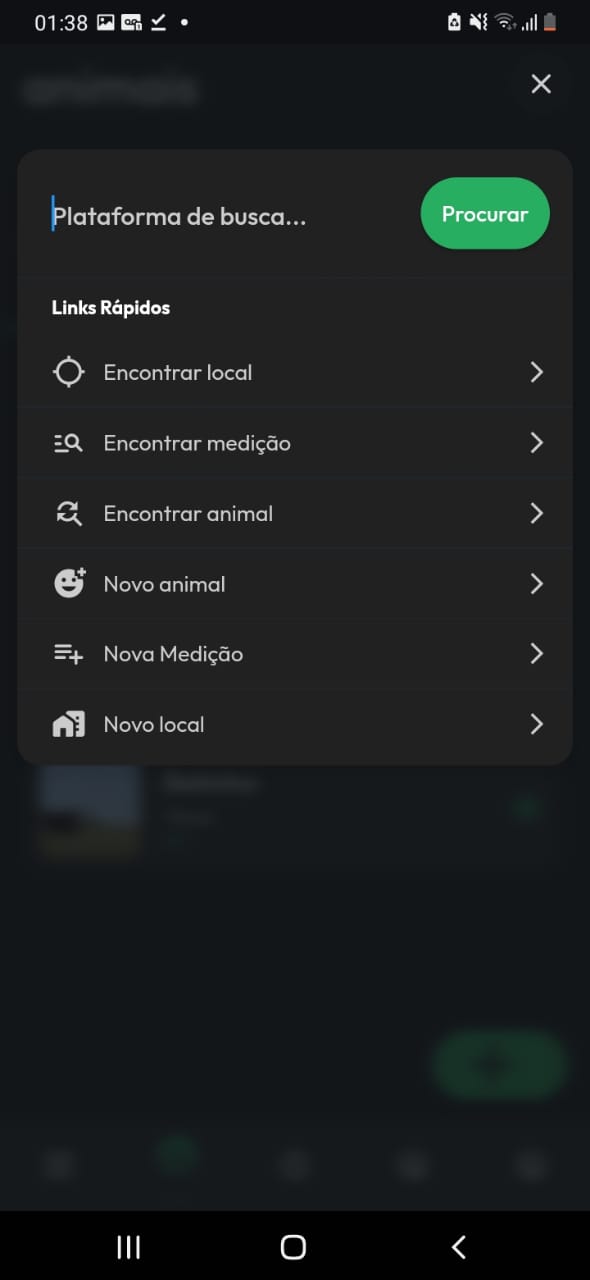 01:38
animais
Plataforma de busca...
Procurar
Links Rápidos
Encontrar local
Encontrar medição
Encontrar animal
Novo animal
Nova Medição
Novo local